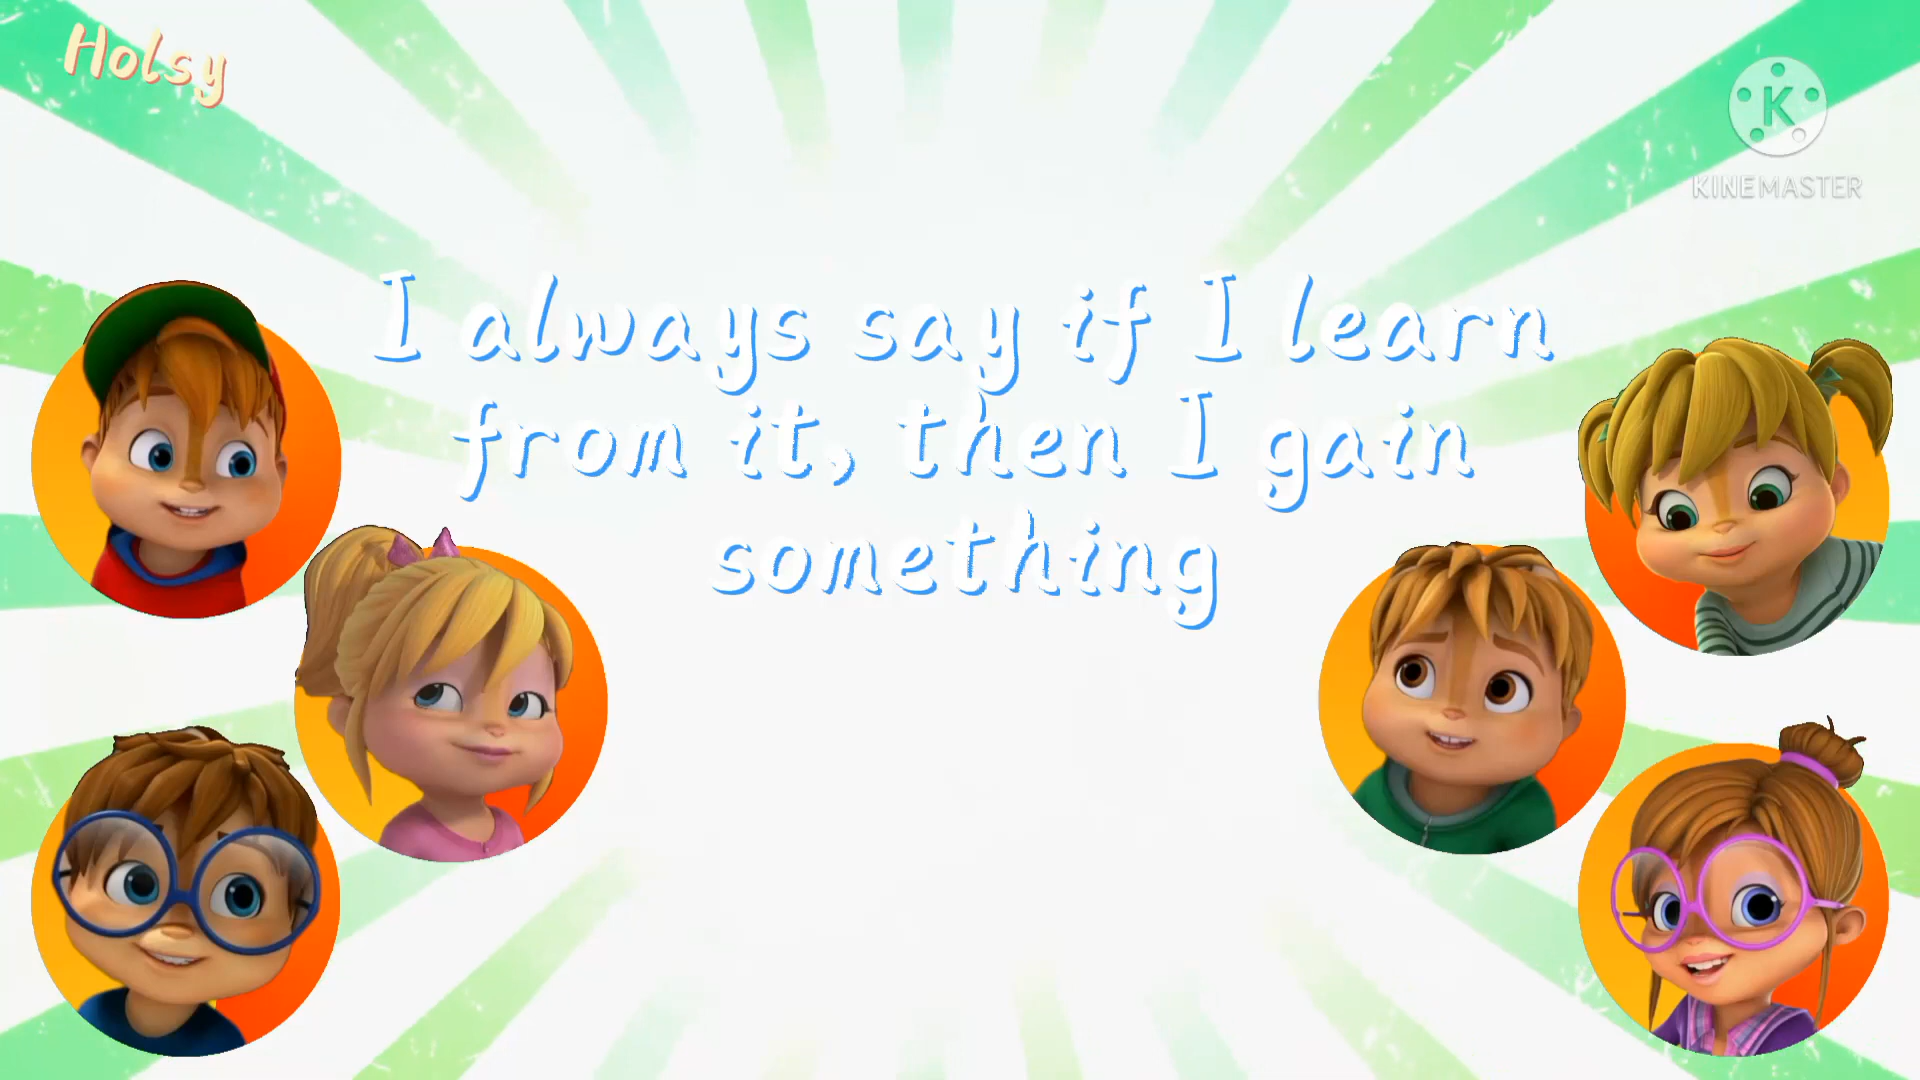 Holsy
K
KINEMASTER
I always say if I learn
from it, then I gain
something